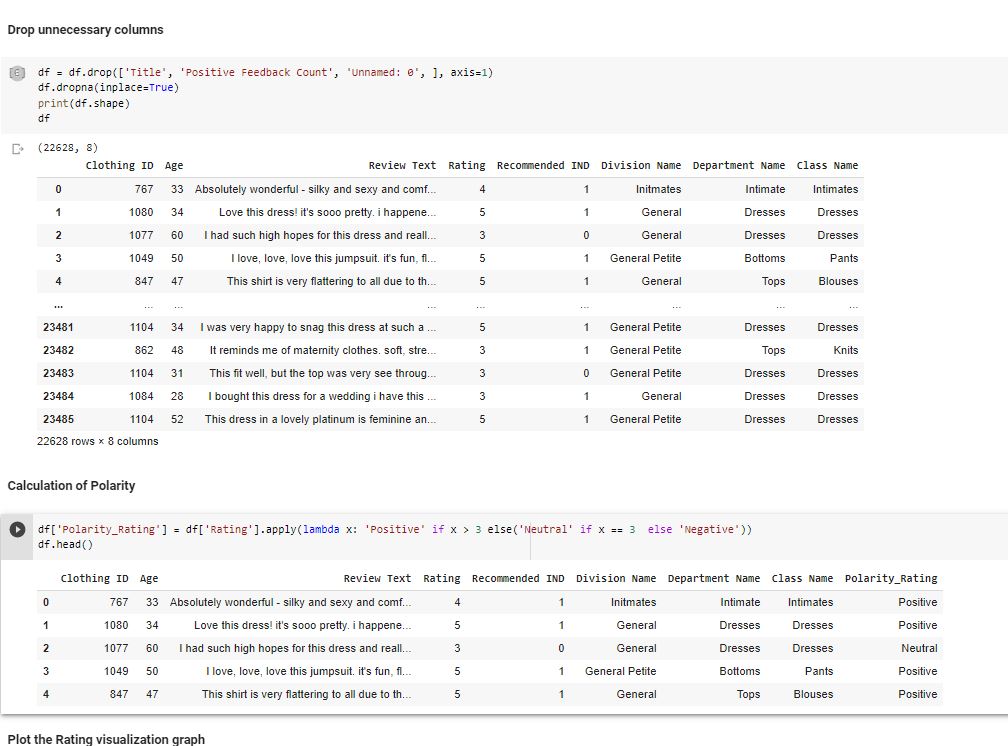 Drop unnecessary columns
df = df.drop(['Title', 'Positive Feedback Count', 'Unnamed: 0', ], axis=1)
df.dropna(inplace=True)
print(df.shape)
df
(22628, 8)
Clothing ID Age Review Text Rating Recommended IND Division Name Department Name Class Name
0 767 33 Absolutely wonderful - silky and sexy and comf... 4 1 Initmates Intimate Intimates
1 1080 34 Love this dress! it's sooo pretty. i happene... 5 1 General Dresses Dresses
2 1077 60 I had such high hopes for this dress and reall... 3 0 General Dresses Dresses
3 1049 50 I love, love, love this jumpsuit. it's fun, fl... 5 1 General Petite Bottoms Pants
4 847 47 This shirt is very flattering to all due to th... 5 1 General Tops Blouses
... ... ... ... ... ... ... ... ...
23481 1104 34 I was very happy to snag this dress at such a ... 5 1 General Petite Dresses Dresses
23482 862 48 It reminds me of maternity clothes. soft, stre... 3 1 General Petite Tops Knits
23483 1104 31 This fit well, but the top was very see throug... 3 0 General Petite Dresses Dresses
23484 1084 28 I bought this dress for a wedding i have this ... 3 1 General Dresses Dresses
23485 1104 52 This dress in a lovely platinum is feminine an... 5 1 General Petite Dresses Dresses
22628 rows × 8 columns
Calculation of Polarity
df['Polarity_Rating'] = df['Rating'].apply(lambda x: 'Positive' if x > 3 else('Neutral' if x == 3  else 'Negative'))
df.head()
Clothing ID Age Review Text Rating Recommended IND Division Name Department Name Class Name Polarity_Rating
0 767 33 Absolutely wonderful - silky and sexy and comf... 4 1 Initmates Intimate Intimates Positive
1 1080 34 Love this dress! it's sooo pretty. i happene... 5 1 General Dresses Dresses Positive
2 1077 60 I had such high hopes for this dress and reall... 3 0 General Dresses Dresses Neutral
3 1049 50 I love, love, love this jumpsuit. it's fun, fl... 5 1 General Petite Bottoms Pants Positive
4 847 47 This shirt is very flattering to all due to th... 5 1 General Tops Blouses Positive
Plot the Rating visualization graph